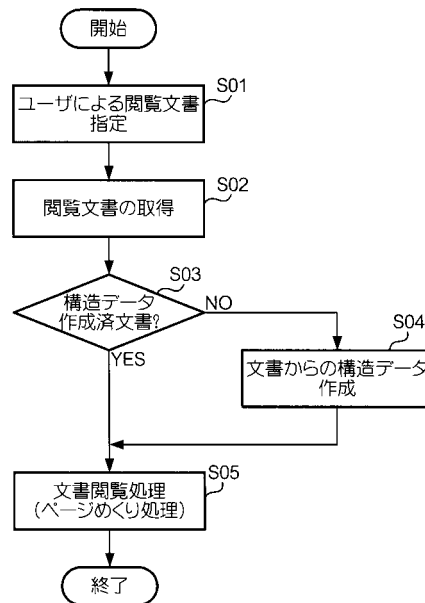 開始
S01
ユーザによる閲覧文書
指定
S02
閲覧文書の取得
S03
構造データ
作成済文書?
NO
YES
S04
文書からの構造データ
作成
S05
文書閲覧処理
(ページめくり処理)
終了